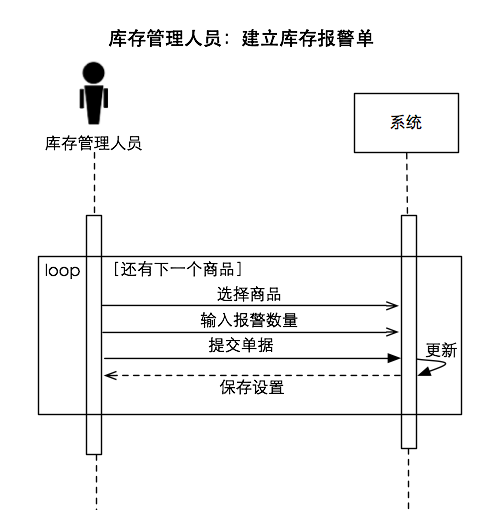 库存管理人员：建立库存报警单
库存管理人员
系统
loop
[还有下一个商品]
选择商品
输入报警数量
提交单据
更新
保存设置